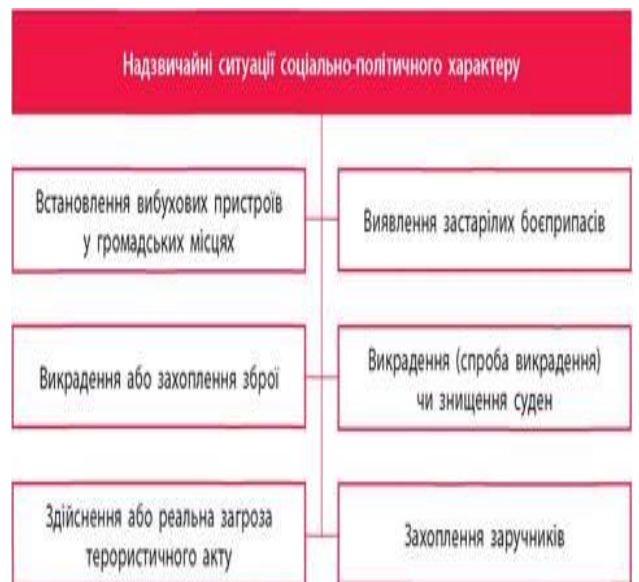 Надзвичайні ситуації соціально-політичного характеру
Встановлення вибухових пристроїв
у громадських місцях
Виявлення застарілих боєприпасів
Викрадення або захоплення зброї
Викрадення (спроба викрадення)
чи знищення суден
Здійснення або реальна загроза
терористичного акту
Захоплення заручників